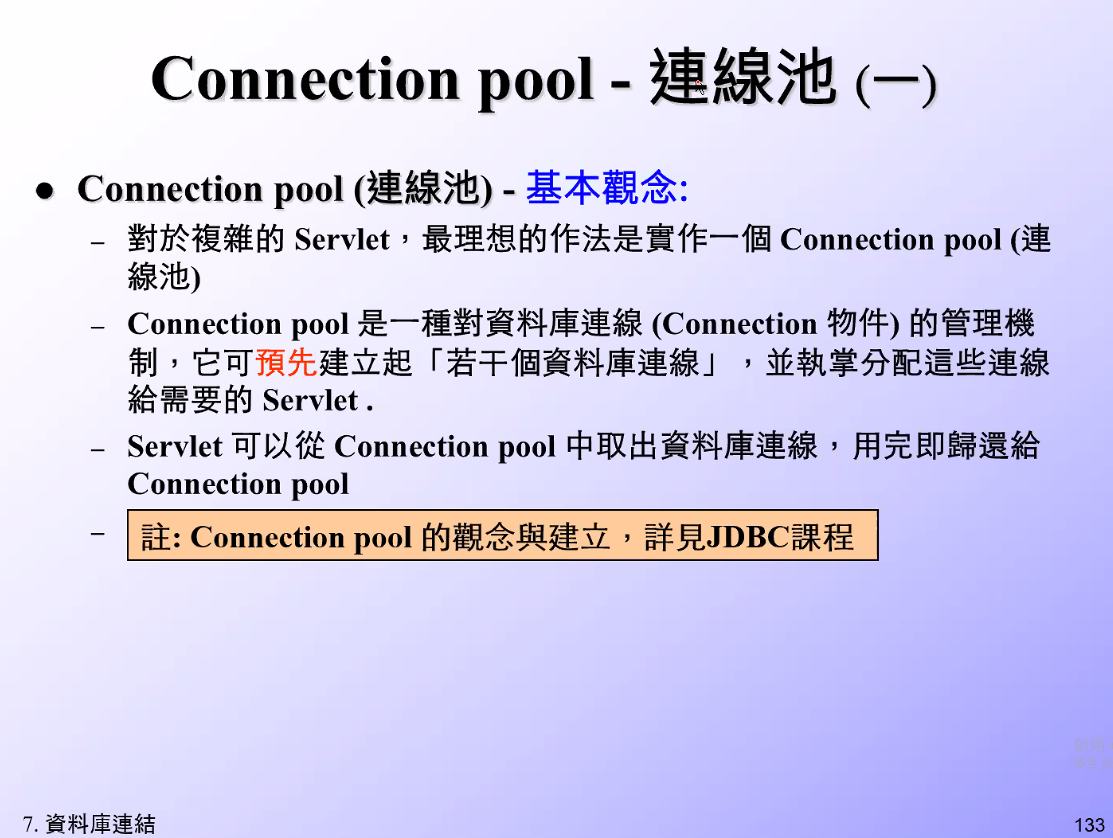 Connection pool - 連線池 (一)
● Connection pool (連線池) - 基本觀念:
– 對於複雜的 Servlet，最理想的作法是實作一個 Connection pool (連
線池)
– Connection pool 是一種對資料庫連線 (Connection 物件) 的管理機
制，它可預先建立起「若干個資料庫連線」，並執掌分配這些連線
給需要的 Servlet .
– Servlet 可以從 Connection pool 中取出資料庫連線，用完即歸還給
Connection pool
– 註: Connection pool 的觀念與建立，詳見JDBC課程
7. 資料庫連結
133